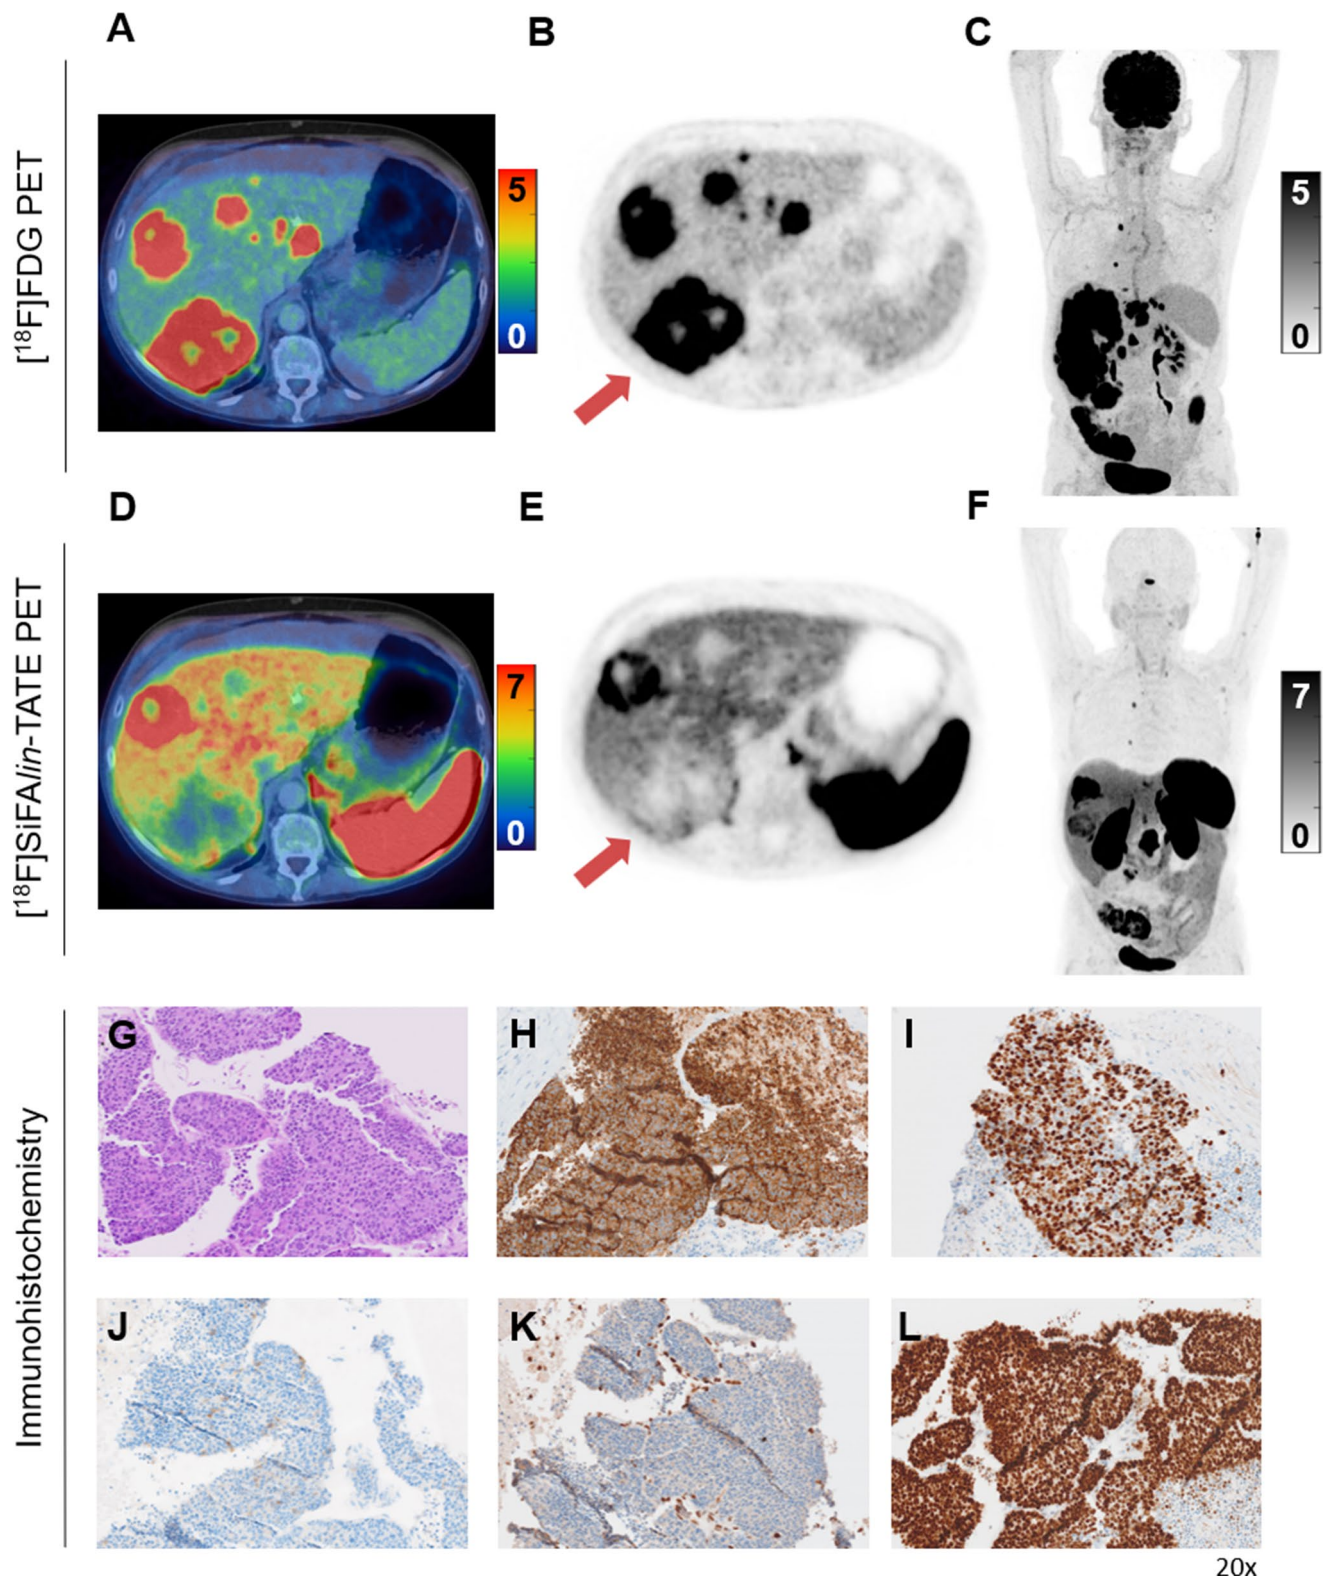 A
B
C
[18F]FDG PET
5
0
5
0
D
E
F
[18F]SiFAlin-TATE PET
7
0
7
0
Immunohistochemistry
G
H
I
J
K
L
20x